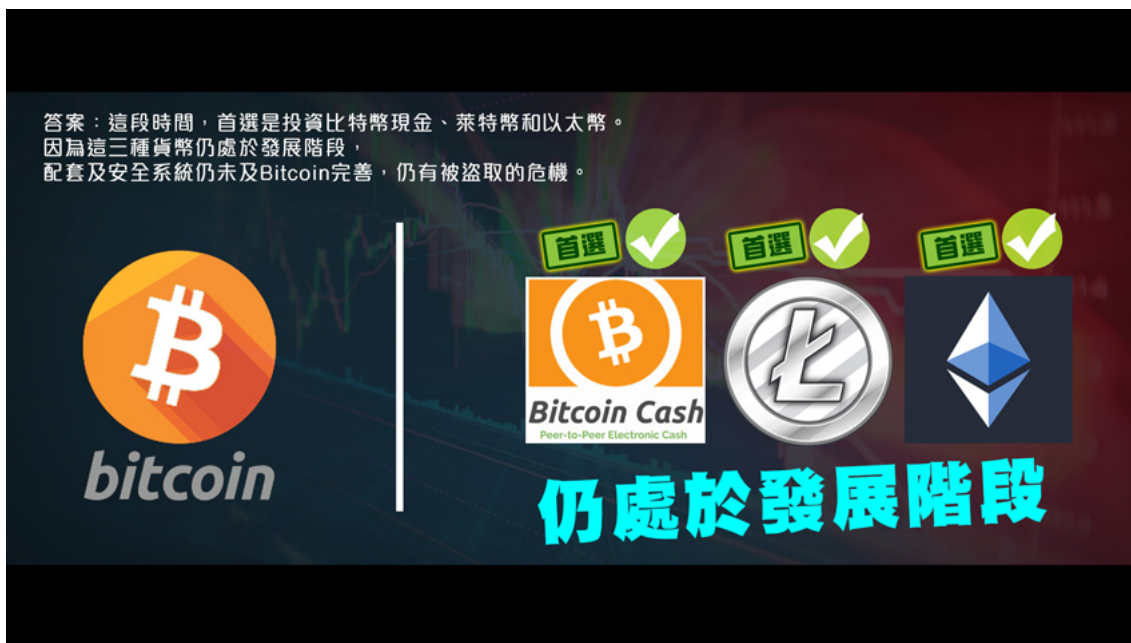 答案：這段時間，首選是投資比特幣現金、萊特幣和以太幣。
因為這三種貨幣仍處於發展階段，
配套及安全系統仍未及Bitcoin完善，仍有被盜取的危機。
首選
首選
首選
bitcoin
Bitcoin Cash
Peer-to-Peer Electronic Cash
仍處於發展階段